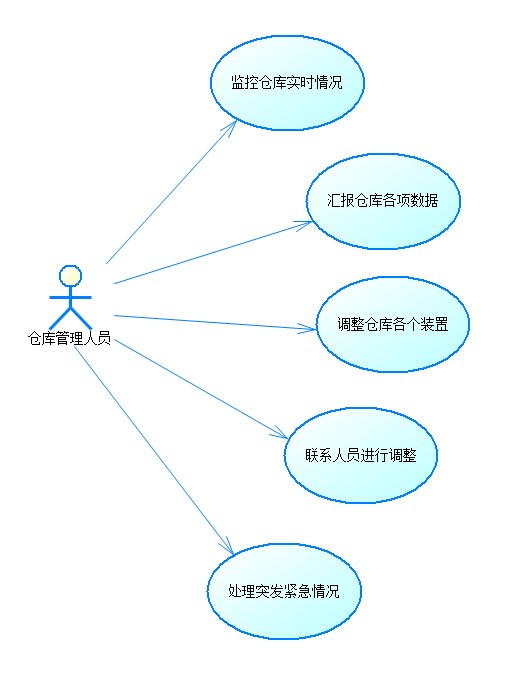 监控仓库实时情况
汇报仓库各项数据
调整仓库各个装置
仓库管理人员
联系人员进行调整
处理突发紧急情况